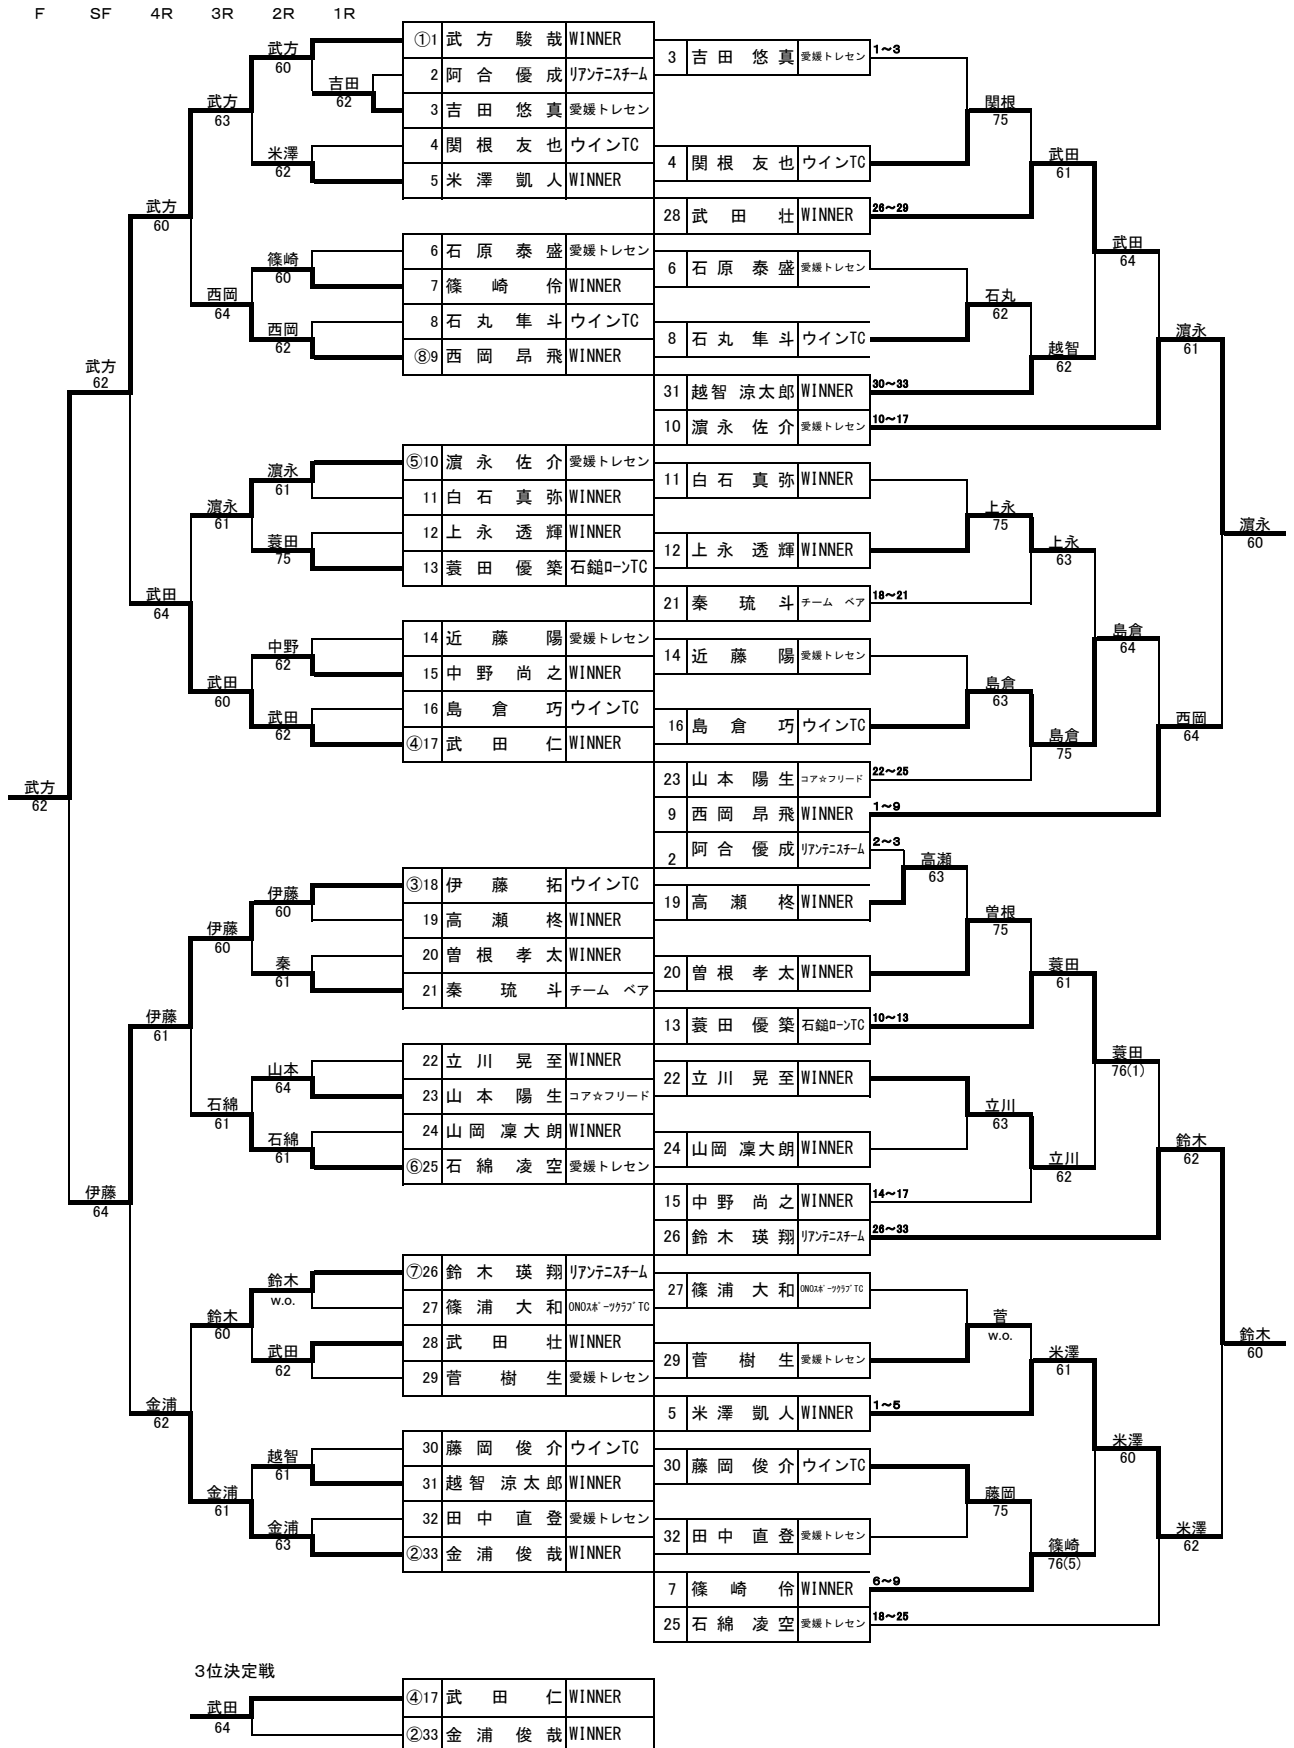 F SF 4R 3R 2R 1R
①1 武方 駿哉 WINNER
2 阿合 優成 リアンテニスチーム
3 吉田 悠真 愛媛トレセン
4 関根 友也 ウインTC
5 米澤 凱人 WINNER
6 石原 泰盛 愛媛トレセン
7 篠崎 伶 WINNER
8 石丸 隼斗 ウインTC
⑧9 西岡 昂飛 WINNER
⑤10 濵永 佐介 愛媛トレセン
11 白石 真弥 WINNER
12 上永 透輝 WINNER
13 蓑田 優築 石鎚ローンTC
14 近藤 陽 愛媛トレセン
15 中野 尚之 WINNER
16 島倉 巧 ウインTC
④17 武田 仁 WINNER
③18 伊藤 拓 ウインTC
19 高瀬 柊 WINNER
20 曽根 孝太 WINNER
21 秦 琉斗 チーム ベア
22 立川 晃至 WINNER
23 山本 陽生 コア☆フリード
24 山岡 凜大朗 WINNER
⑥25 石綿 凌空 愛媛トレセン
⑦26 鈴木 瑛翔 リアンテニスチーム
27 篠浦 大和 ONOスポーツクラブTC
28 武田 壮 WINNER
29 菅 樹生 愛媛トレセン
30 藤岡 俊介 ウインTC
31 越智 涼太郎 WINNER
32 田中 直登 愛媛トレセン
②33 金浦 俊哉 WINNER
吉田
62
武方
60
米澤
62
篠崎
60
西岡
62
濵永
61
蓑田
75
中野
62
武田
62
伊藤
60
秦
61
山本
64
石綿
61
鈴木
w.o.
武田
62
越智
61
金浦
63
武方
63
西岡
64
濵永
61
武田
60
伊藤
60
石綿
61
鈴木
60
金浦
61
武方
60
武田
64
伊藤
61
金浦
62
武方
62
伊藤
64
武方
62
3 吉田 悠真 愛媛トレセン 1~3
4 関根 友也 ウインTC
28 武田 壮 WINNER 26~29
6 石原 泰盛 愛媛トレセン
8 石丸 隼斗 ウインTC
31 越智 涼太郎 WINNER 30~33
10 濵永 佐介 愛媛トレセン 10~17
11 白石 真弥 WINNER
12 上永 透輝 WINNER
21 秦 琉斗 チーム ベア 18~21
14 近藤 陽 愛媛トレセン
16 島倉 巧 ウインTC
23 山本 陽生 コア☆フリード 22~25
9 西岡 昂飛 WINNER 1~9
2 阿合 優成 リアンテニスチーム 2~3
19 高瀬 柊 WINNER
20 曽根 孝太 WINNER
13 蓑田 優築 石鎚ローンTC 10~13
22 立川 晃至 WINNER
24 山岡 凜大朗 WINNER
15 中野 尚之 WINNER 14~17
26 鈴木 瑛翔 リアンテニスチーム 26~33
27 篠浦 大和 ONOスポーツクラブTC
29 菅 樹生 愛媛トレセン
5 米澤 凱人 WINNER 1~5
30 藤岡 俊介 ウインTC
32 田中 直登 愛媛トレセン
7 篠崎 伶 WINNER 6~9
25 石綿 凌空 愛媛トレセン 18~25
高瀬
63
関根
75
石丸
62
上永
75
島倉
63
曽根
75
立川
63
菅
w.o.
藤岡
75
武田
61
越智
62
上永
63
島倉
75
蓑田
61
立川
62
米澤
61
篠崎
76(5)
武田
64
島倉
64
蓑田
76(1)
米澤
60
濵永
61
西岡
64
鈴木
62
米澤
62
濵永
60
鈴木
60
3位決定戦
④17 武田 仁 WINNER
②33 金浦 俊哉 WINNER
武田
64